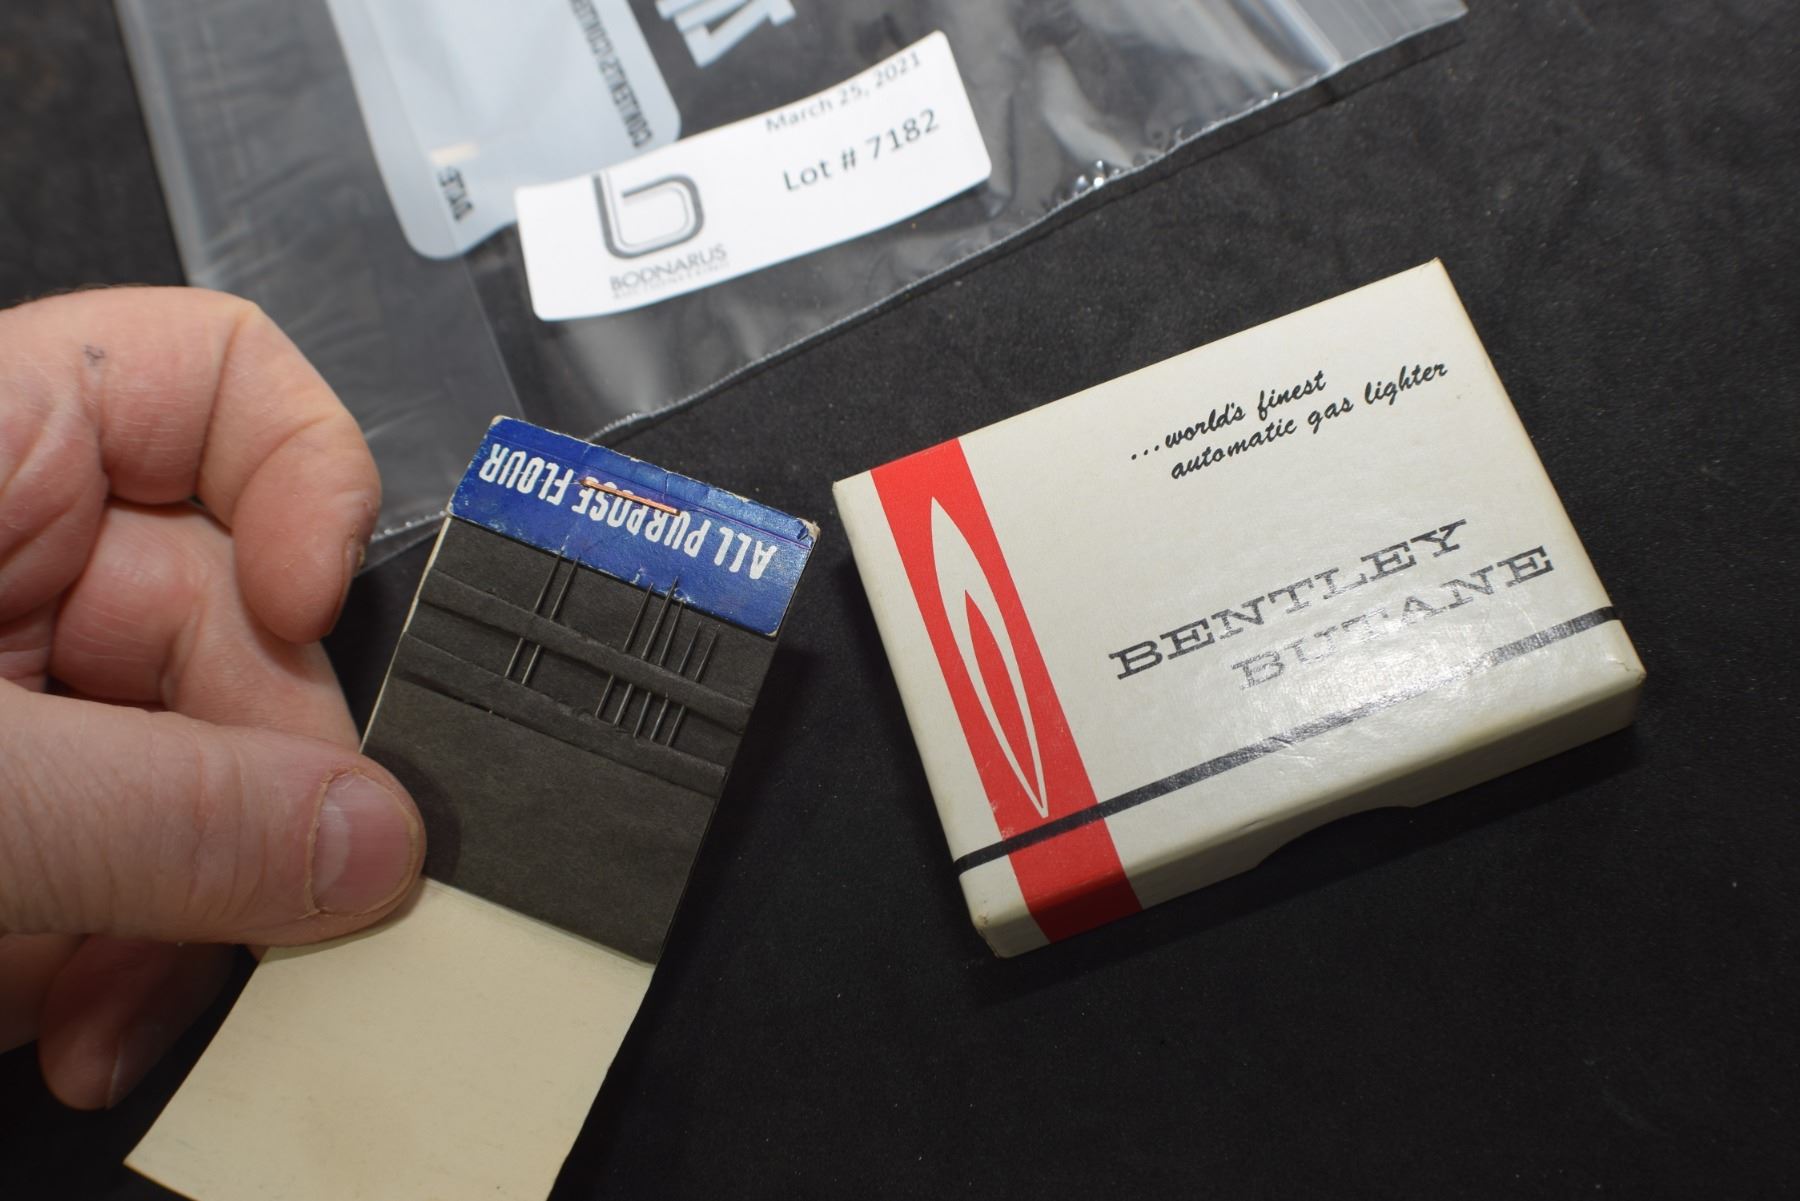 March 25, 2021
Lot # 7182
BODNARUS
ALL PURPOSE FLOUR
...world's finest
automatic gas lighter
BENTLEY
BUTANE